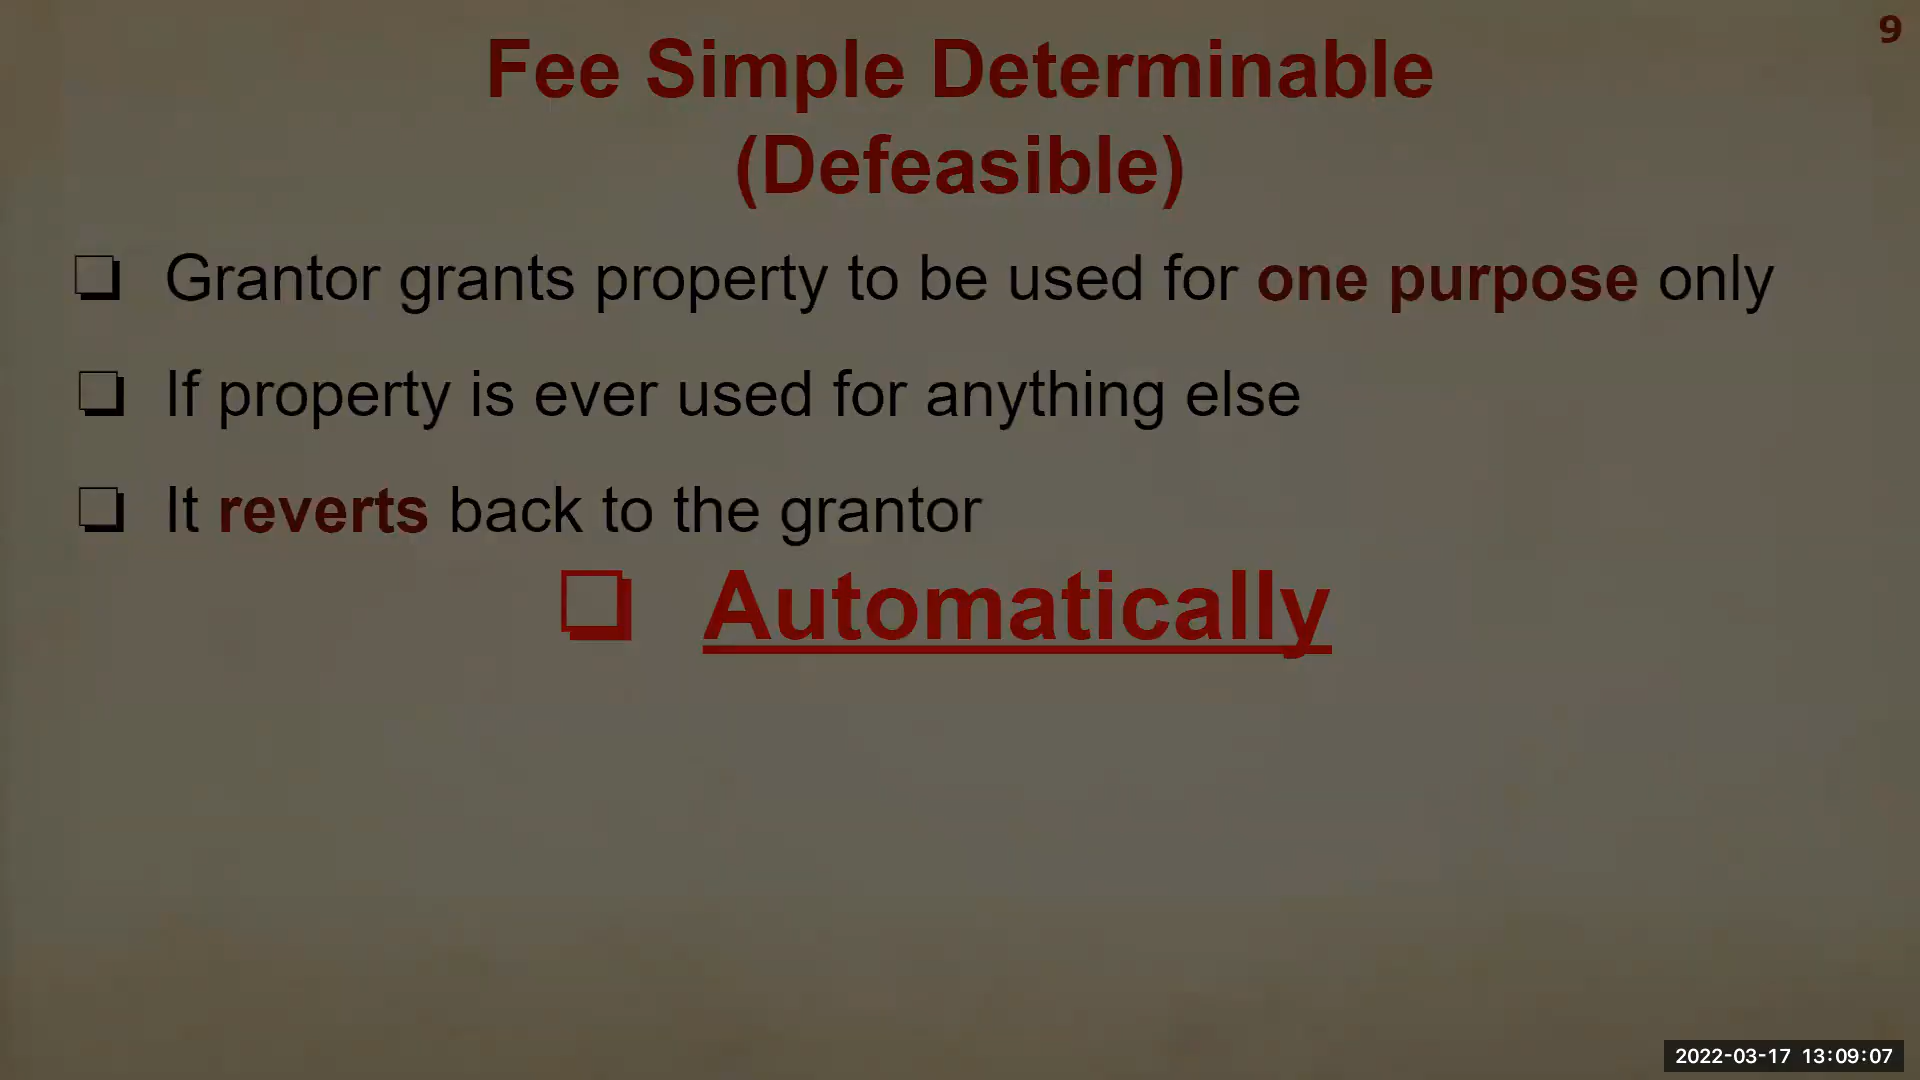 9
Fee Simple Determinable
(Defeasible)
❏ Grantor grants property to be used for one purpose only
❏ If property is ever used for anything else
❏ It reverts back to the grantor
❏ Automatically
2022-03-17 13:09:07